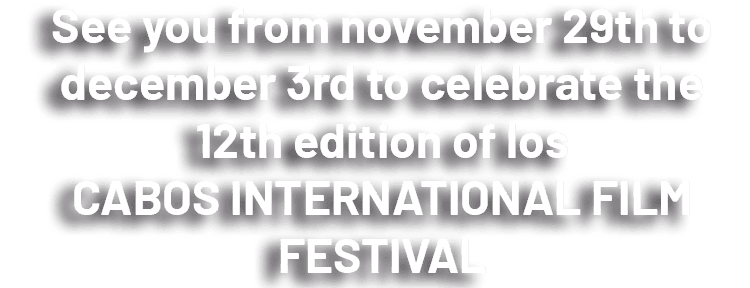 See you from november 29th to
december 3rd to celebrate the
12th edition of los
CABOS INTERNATIONAL FILM
FESTIVAL